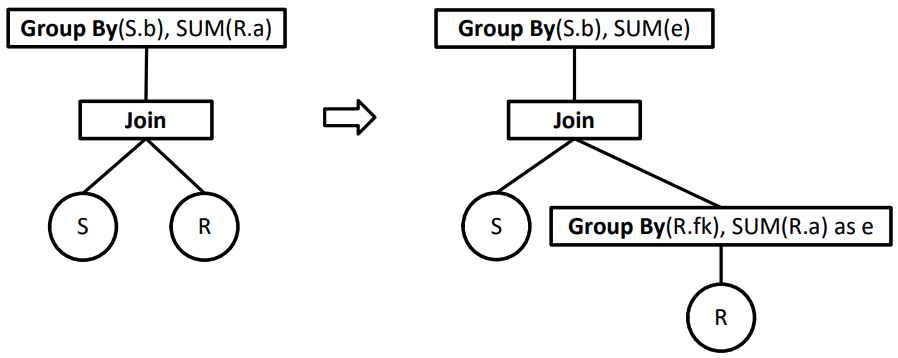 Group By(S.b), SUM(R.a)
Join
S
R
Group By(S.b), SUM(e)
Join
S
Group By(R.fk), SUM(R.a) as e
R